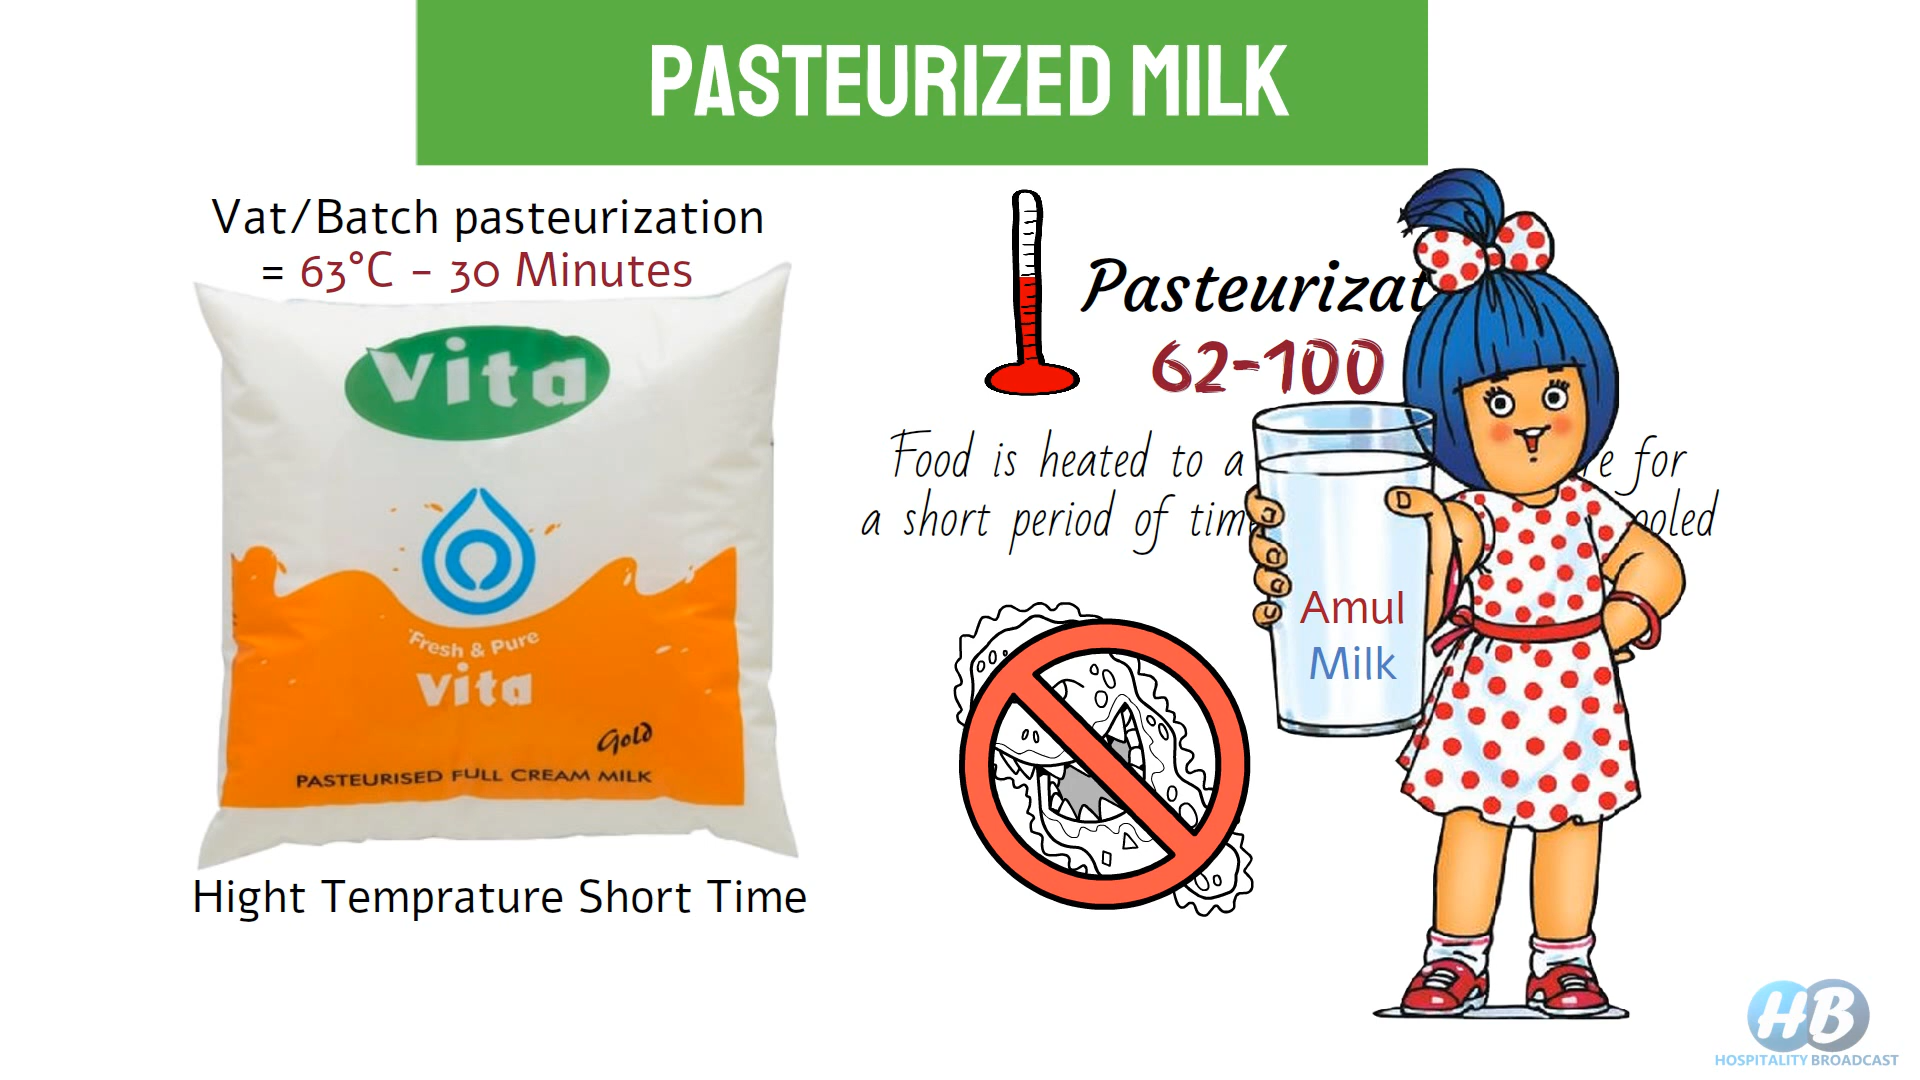 PASTEURIZED MILK
Vat/Batch pasteurization
= 63°C - 30 Minutes
Vita
Fresh & Pure
Vita
Gold
PASTEURISED FULL CREAM MILK
Hight Temprature Short Time
Pasteurizat
62-100
Food is heated to a e for
a short period of tim ooled
Amul
Milk
HB
HOSPITALITY BROADCAST